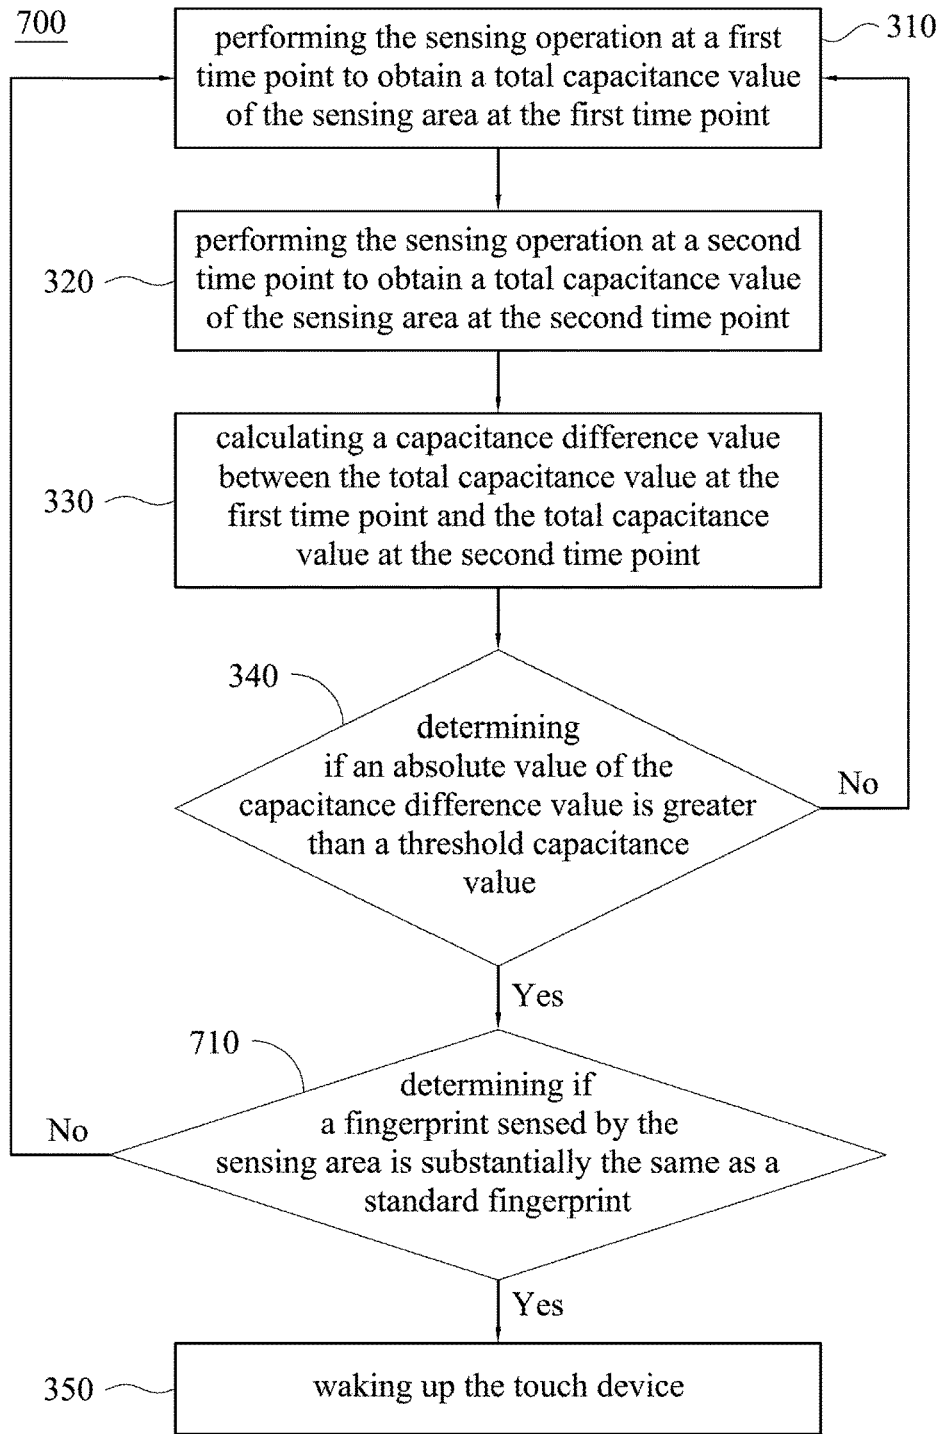 700
310
performing the sensing operation at a first
time point to obtain a total capacitance value
of the sensing area at the first time point
320
performing the sensing operation at a second
time point to obtain a total capacitance value
of the sensing area at the second time point
330
calculating a capacitance difference value
between the total capacitance value at the
first time point and the total capacitance
value at the second time point
340
determining
if an absolute value of the
capacitance difference value is greater
than a threshold capacitance
value
No
Yes
710
determining if
a fingerprint sensed by the
sensing area is substantially the same as a
standard fingerprint
No
Yes
350
waking up the touch device